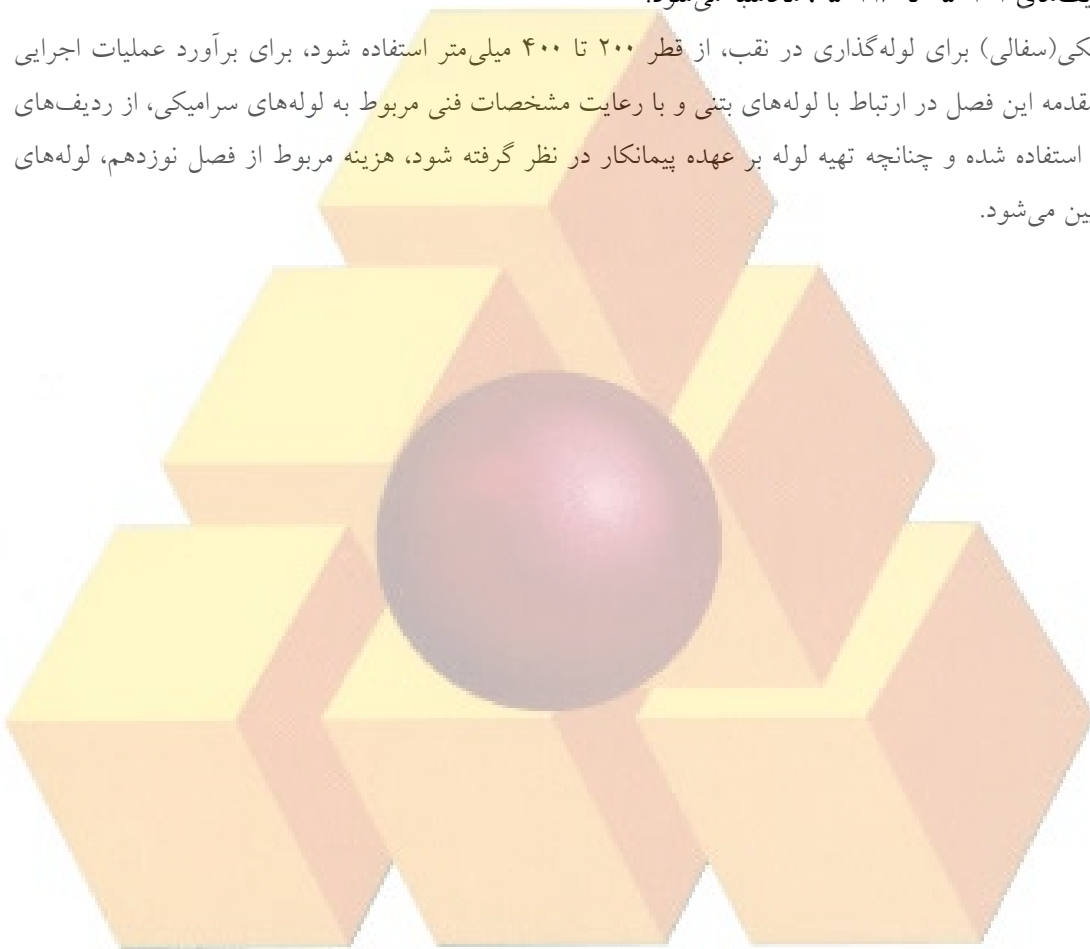 کی(سفالی) برای لوله‌گذاری در نقب، از قطر ۲۰۰ تا ۴۰۰ میلی‌متر استفاده شود، برای برآورد عملیات اجرایی
قدمه این فصل در ارتباط با لوله‌های بتنی و با رعایت مشخصات فنی مربوط به لوله‌های سرامیکی، از ردیف‌های
استفاده شده و چنانچه تهیه لوله بر عهده پیمانکار در نظر گرفته شود، هزینه مربوط از فصل نوزدهم، لوله‌های
ین می‌شود.